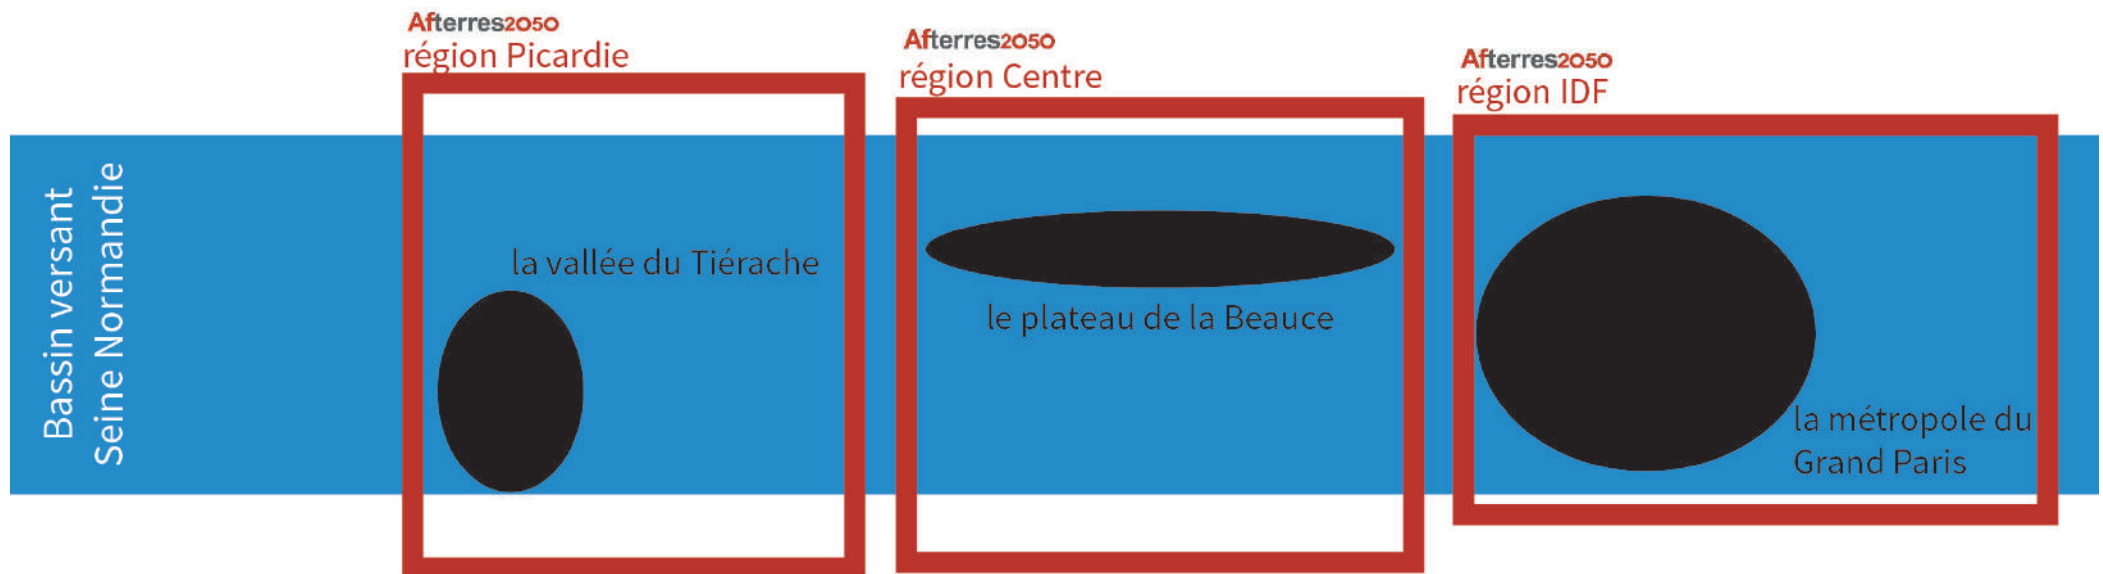 Bassin versant
Seine Normandie
Afterres2050
région Picardie
la vallée du Tiérache
Afterres2050
région Centre
le plateau de la Beauce
Afterres2050
région IDF
la métropole du
Grand Paris